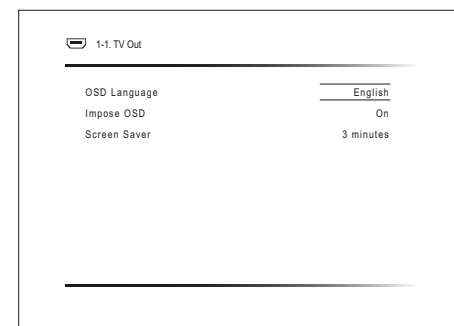 1-1. TV Out
OSD Language English
Impose OSD On
Screen Saver 3 minutes